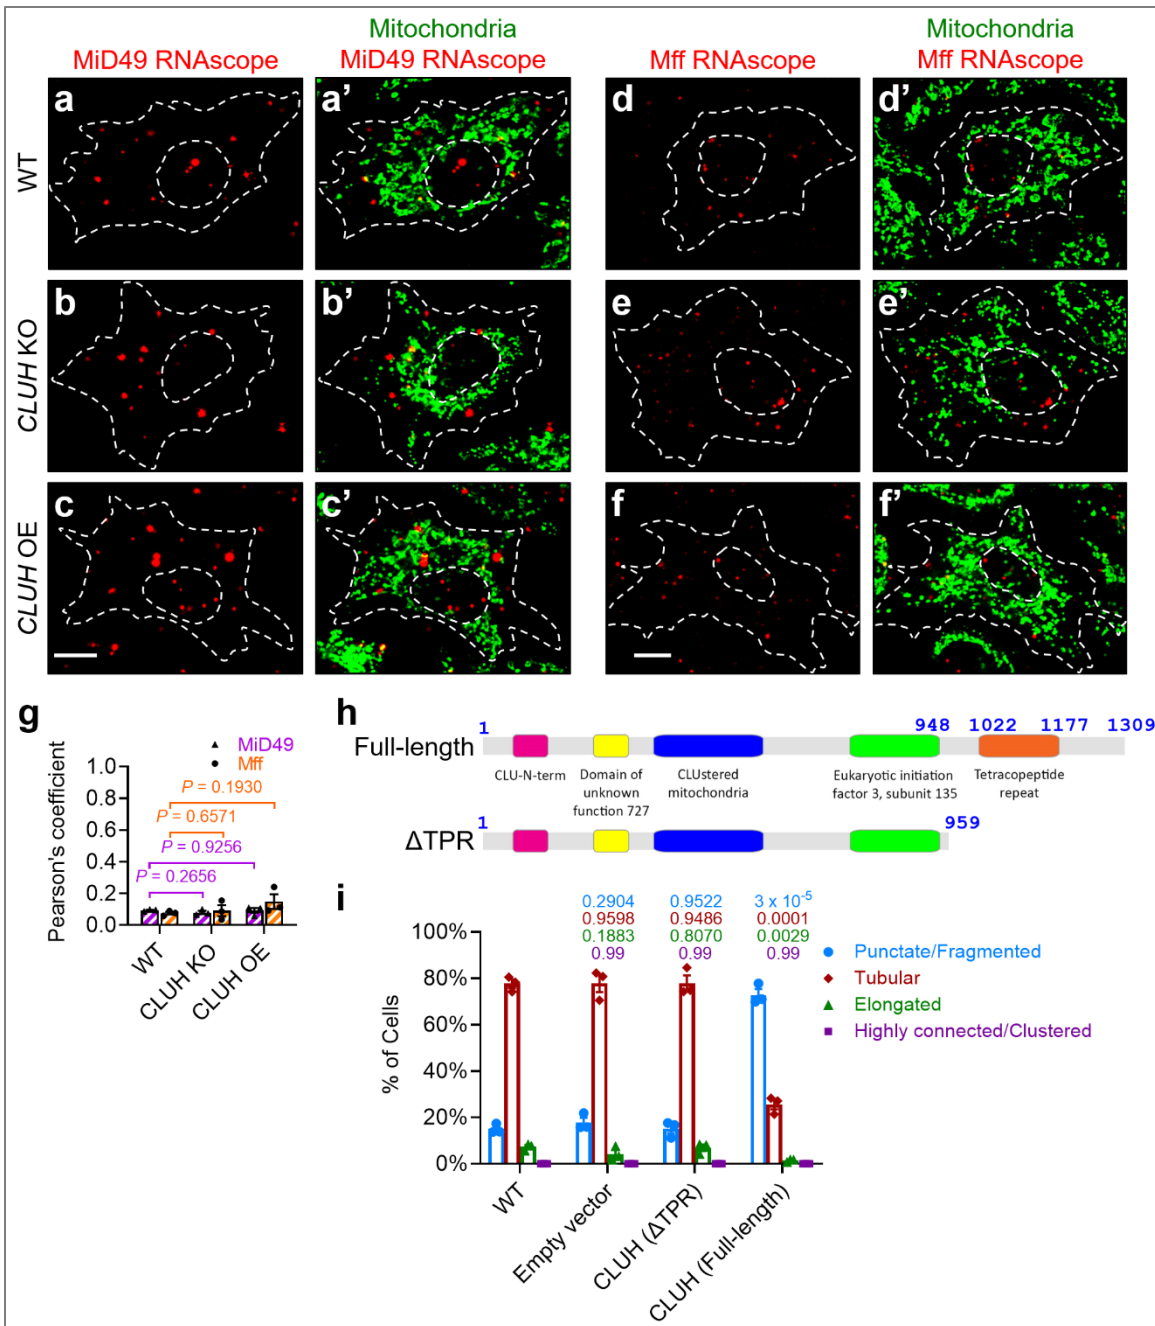 Mitochondria
Mitochondria
MiD49 RNAscope
MiD49 RNAscope
Mff RNAscope
Mff RNAscope
WT
a
a’
d
d’
CLUH KO
b
b’
e
e’
CLUH OE
c
c’
f
f’
g
MiD49
Mff
Pearson's coefficient
1.0
0.8
0.6
0.4
0.2
0.0
P = 0.1930
P = 0.6571
P = 0.9256
P = 0.2656
WT
CLUH KO
CLUH OE
h
1
948
1022
1177
1309
Full-length
CLU-N-term
Domain of
unknown
function 727
CLUstered
mitochondria
Eukaryotic initiation
factor 3, subunit 135
Tetracopeptide
repeat
1
959
ΔTPR
i
0.2904
0.9522
3 x 10⁻⁵
0.9598
0.9486
0.0001
0.1883
0.8070
0.0029
0.99
0.99
0.99
Punctate/Fragmented
Tubular
Elongated
Highly connected/Clustered
% of Cells
100%
80%
60%
40%
20%
0%
WT
Empty vector
CLUH (ΔTPR)
CLUH (Full-length)